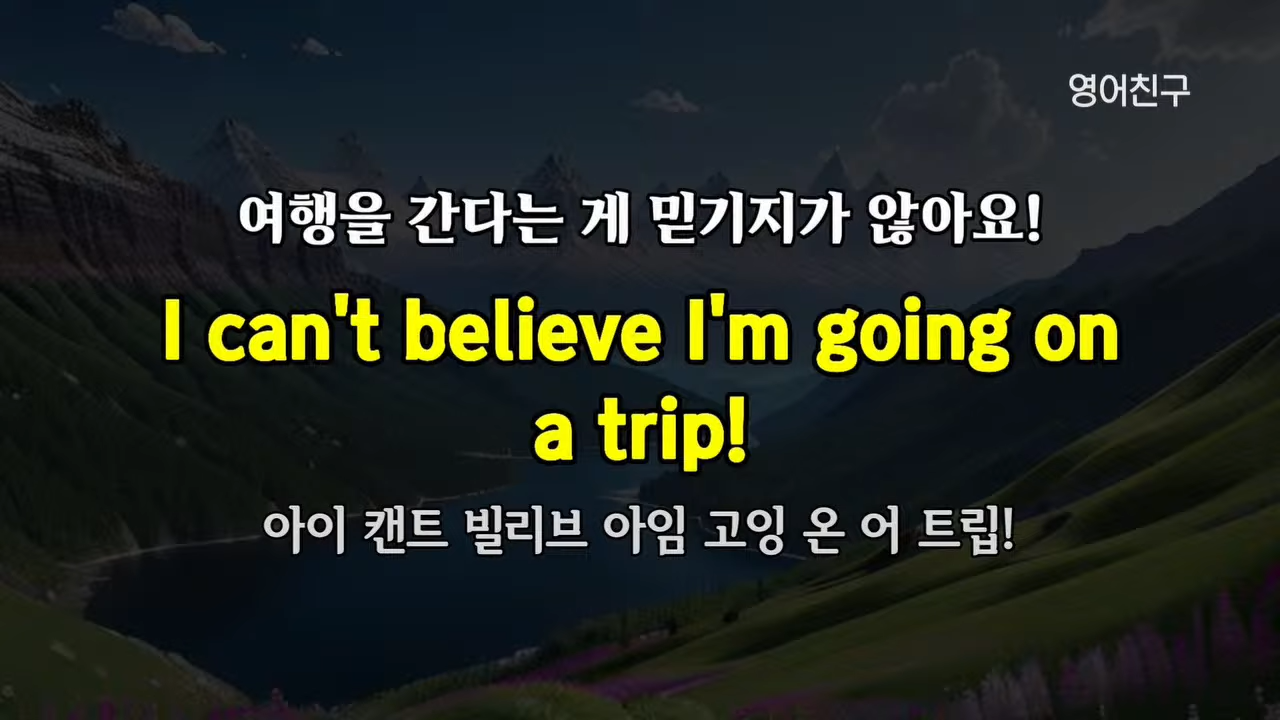 영어친구
여행을 간다는 게 믿기지가 않아요!
I can't believe I'm going on
a trip!
아이 캔트 빌리브 아임 고잉 온 어 트립!